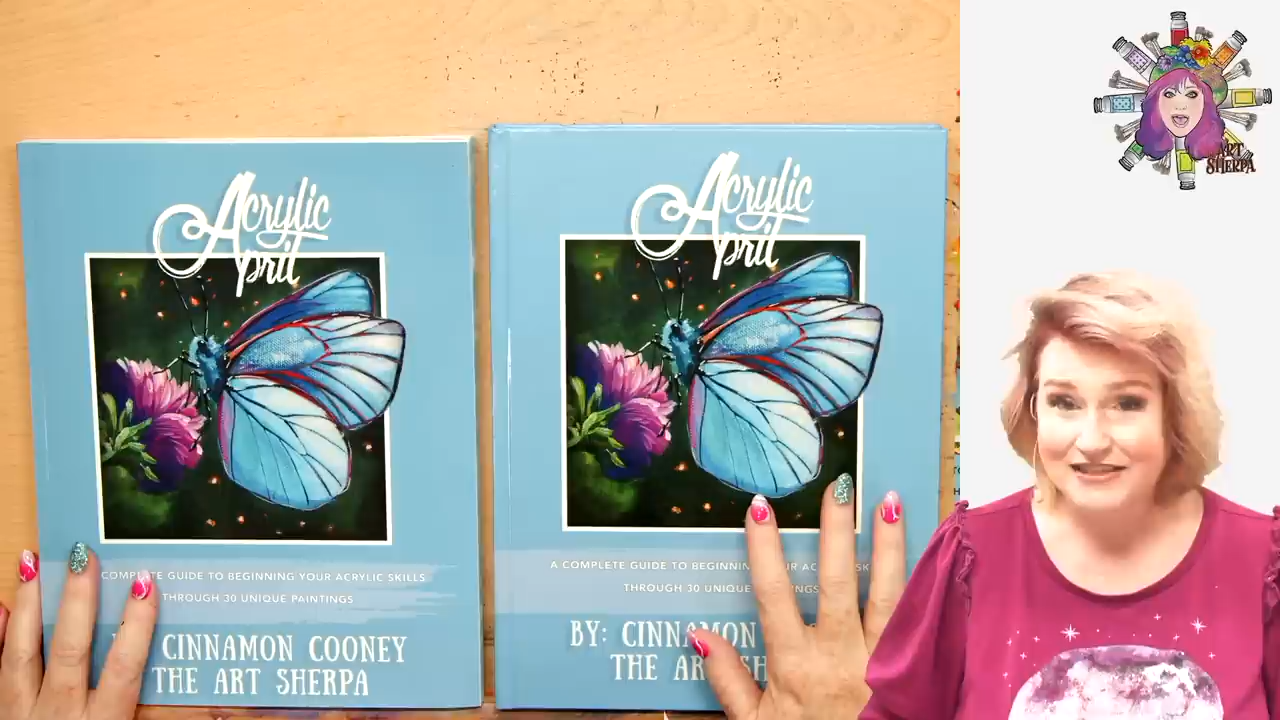 Acrylic
April
COMPLETE GUIDE TO BEGINNING YOUR ACRYLIC SKILLS
THROUGH 30 UNIQUE PAINTINGS
CINNAMON COONEY
THE ART SHERPA
Acrylic
April
A COMPLETE GUIDE TO BEGINNING
THROUGH 30 UNIQUE
BY: CINNAMON
THE
ART
SHERPA